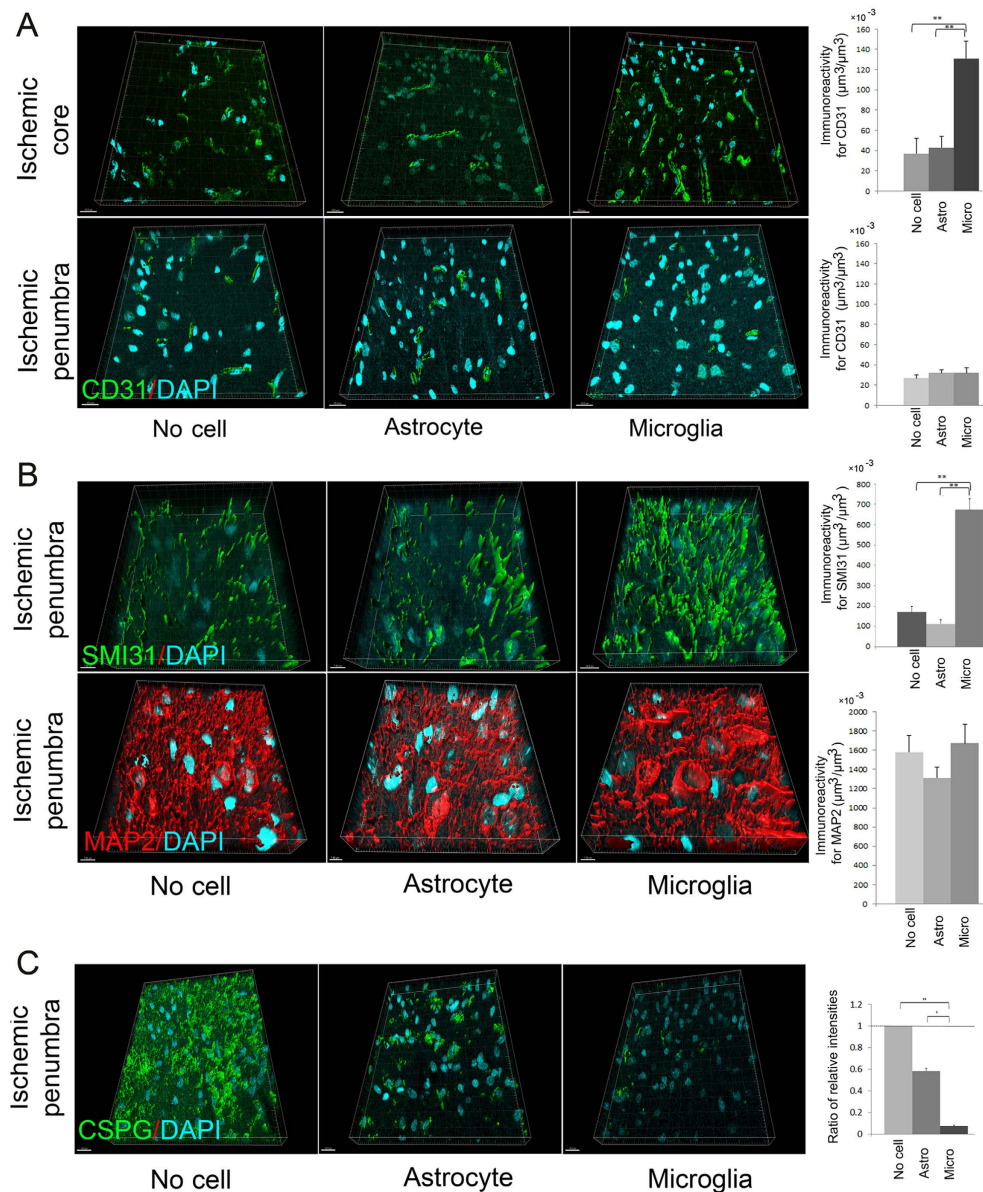 A
Ischemic
core
Ischemic
penumbra
CD31/DAPI
No cell
Astrocyte
Microglia
×10 -3
Immunoreactivity
for CD31 (µm3/µm3)
160
140
120
100
80
60
40
20
0
**
**
No cell
Astro
Micro
×10 -3
Immunoreactivity
for CD31 (µm3/µm3)
160
140
120
100
80
60
40
20
0
No cell
Astro
Micro
B
Ischemic
penumbra
SMI31/DAPI
Ischemic
penumbra
MAP2/DAPI
No cell
Astrocyte
Microglia
×10 -3
Immunoreactivity
for SMI31 (µm3/µm3)
800
700
600
500
400
300
200
100
0
**
**
No cell
Astro
Micro
×10 -3
Immunoreactivity
for MAP2 (µm3/µm3)
2000
1800
1600
1400
1200
1000
800
600
400
200
0
No cell
Astro
Micro
C
Ischemic
penumbra
CSPG/DAPI
No cell
Astrocyte
Microglia
Ratio of relative intensities
1.2
1
0.8
0.6
0.4
0.2
0
**
*
No cell
Astro
Micro